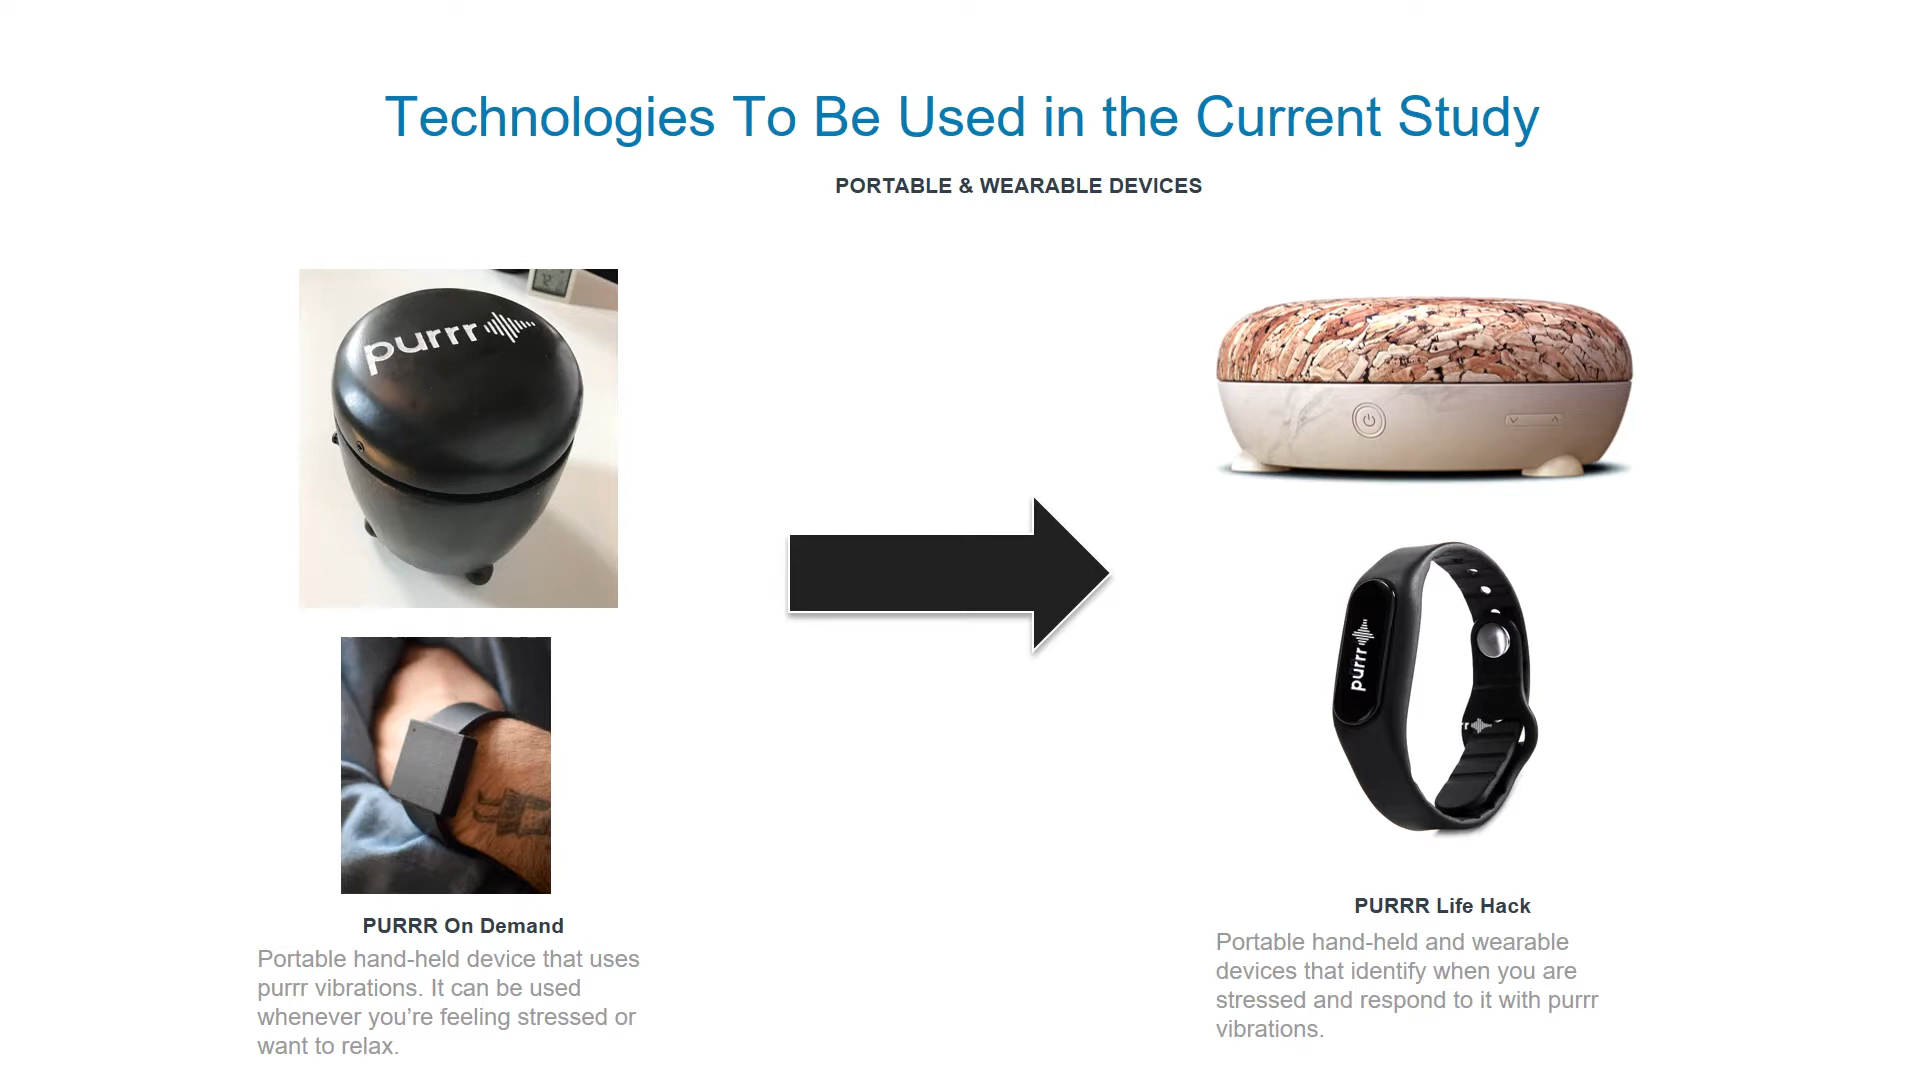 Technologies To Be Used in the Current Study
PORTABLE & WEARABLE DEVICES
purrr
PURRR On Demand
Portable hand-held device that uses
purrr vibrations. It can be used
whenever you’re feeling stressed or
want to relax.
purrr
PURRR Life Hack
Portable hand-held and wearable
devices that identify when you are
stressed and respond to it with purrr
vibrations.